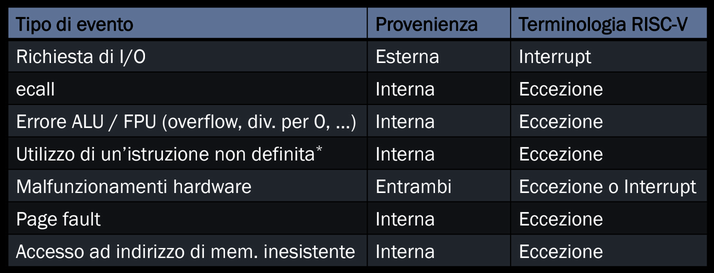 Tipo di evento Provenienza Terminologia RISC-V
Richiesta di I/O Esterna Interrupt
ecall Interna Eccezione
Errore ALU / FPU (overflow, div. per 0, ...) Interna Eccezione
Utilizzo di un'istruzione non definita* Interna Eccezione
Malfunzionamenti hardware Entrambi Eccezione o Interrupt
Page fault Interna Eccezione
Accesso ad indirizzo di mem. inesistente Interna Eccezione